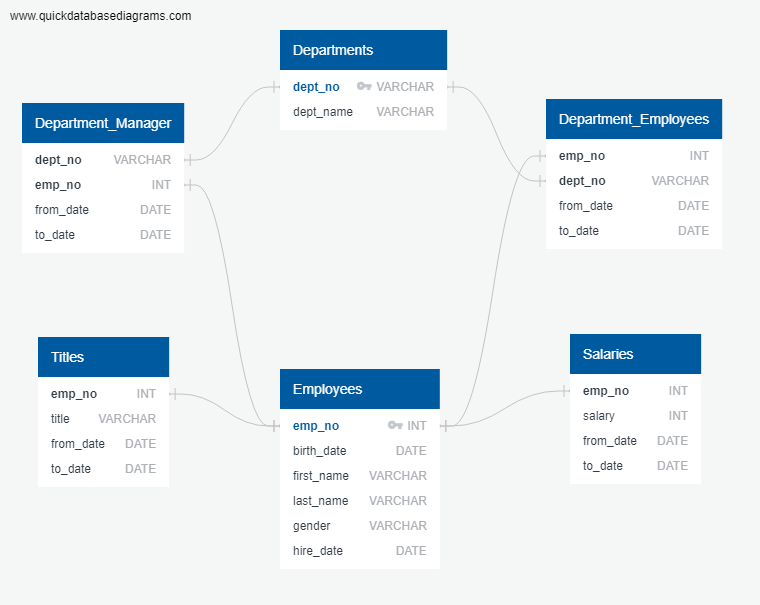 www.quickdatabasediagrams.com
Departments
dept_no VARCHAR
dept_name VARCHAR
Department_Manager
dept_no VARCHAR
emp_no INT
from_date DATE
to_date DATE
Department_Employees
emp_no INT
dept_no VARCHAR
from_date DATE
to_date DATE
Titles
emp_no INT
title VARCHAR
from_date DATE
to_date DATE
Employees
emp_no INT
birth_date DATE
first_name VARCHAR
last_name VARCHAR
gender VARCHAR
hire_date DATE
Salaries
emp_no INT
salary INT
from_date DATE
to_date DATE